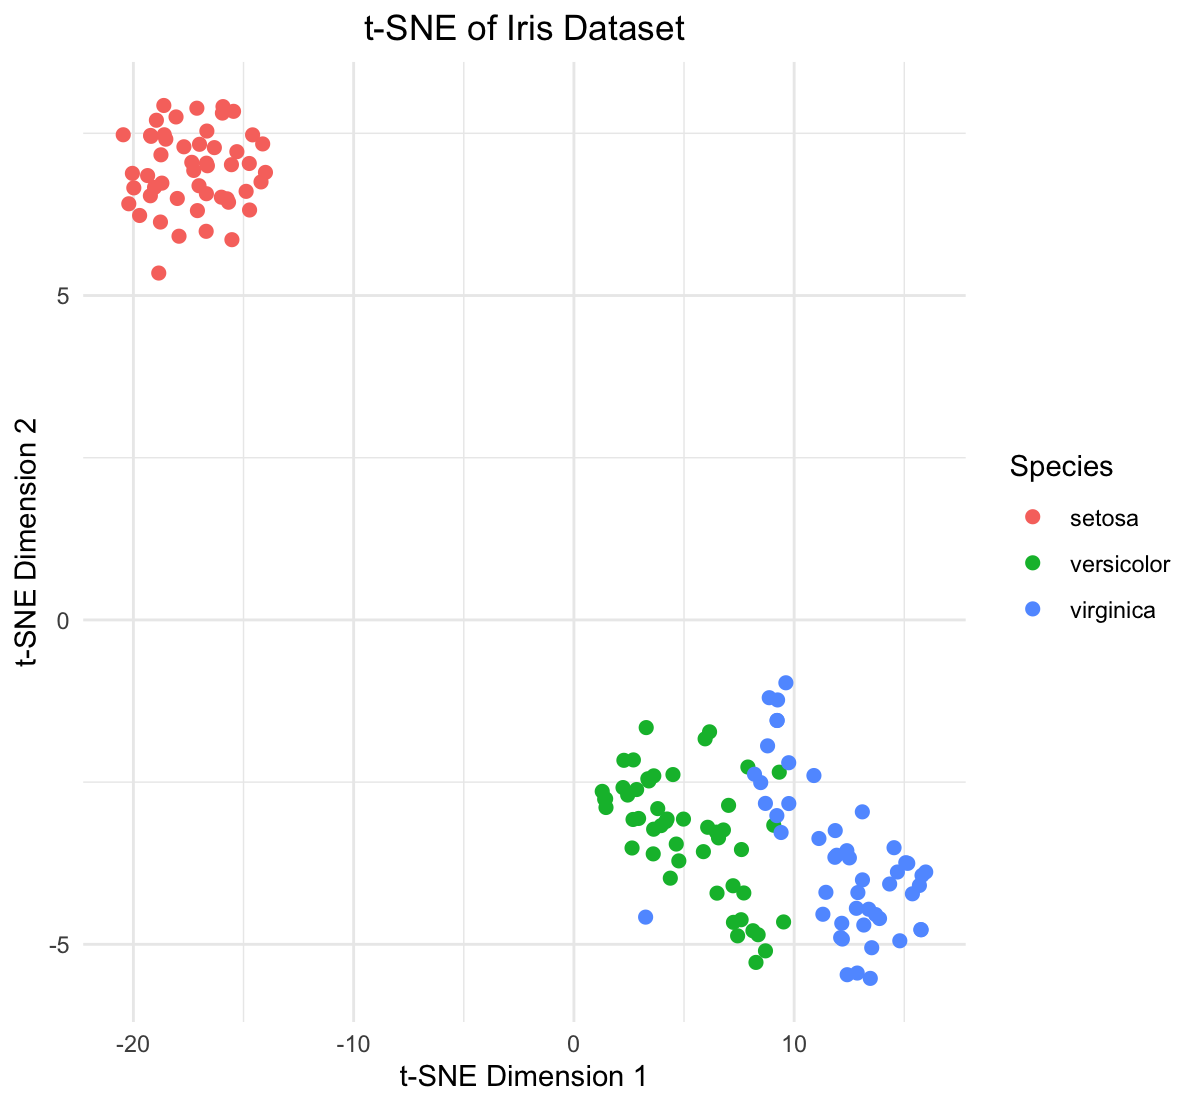 t-SNE of Iris Dataset
t-SNE Dimension 2
5
0
-5
-20
-10
0
10
t-SNE Dimension 1
Species
setosa
versicolor
virginica